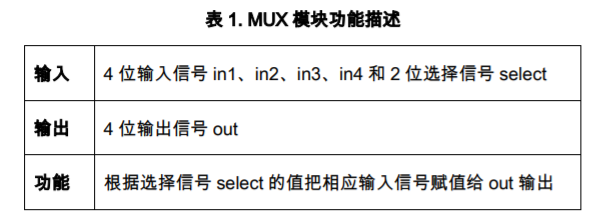 表 1. MUX 模块功能描述
输入 4 位输入信号 in1、in2、in3、in4 和 2 位选择信号 select
输出 4 位输出信号 out
功能 根据选择信号 select 的值把相应输入信号赋值给 out 输出